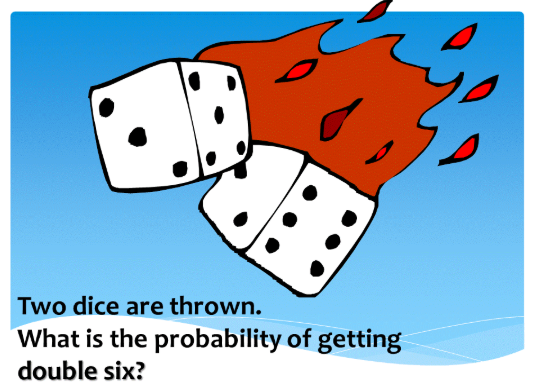 Two dice are thrown.
What is the probability of getting
double six?